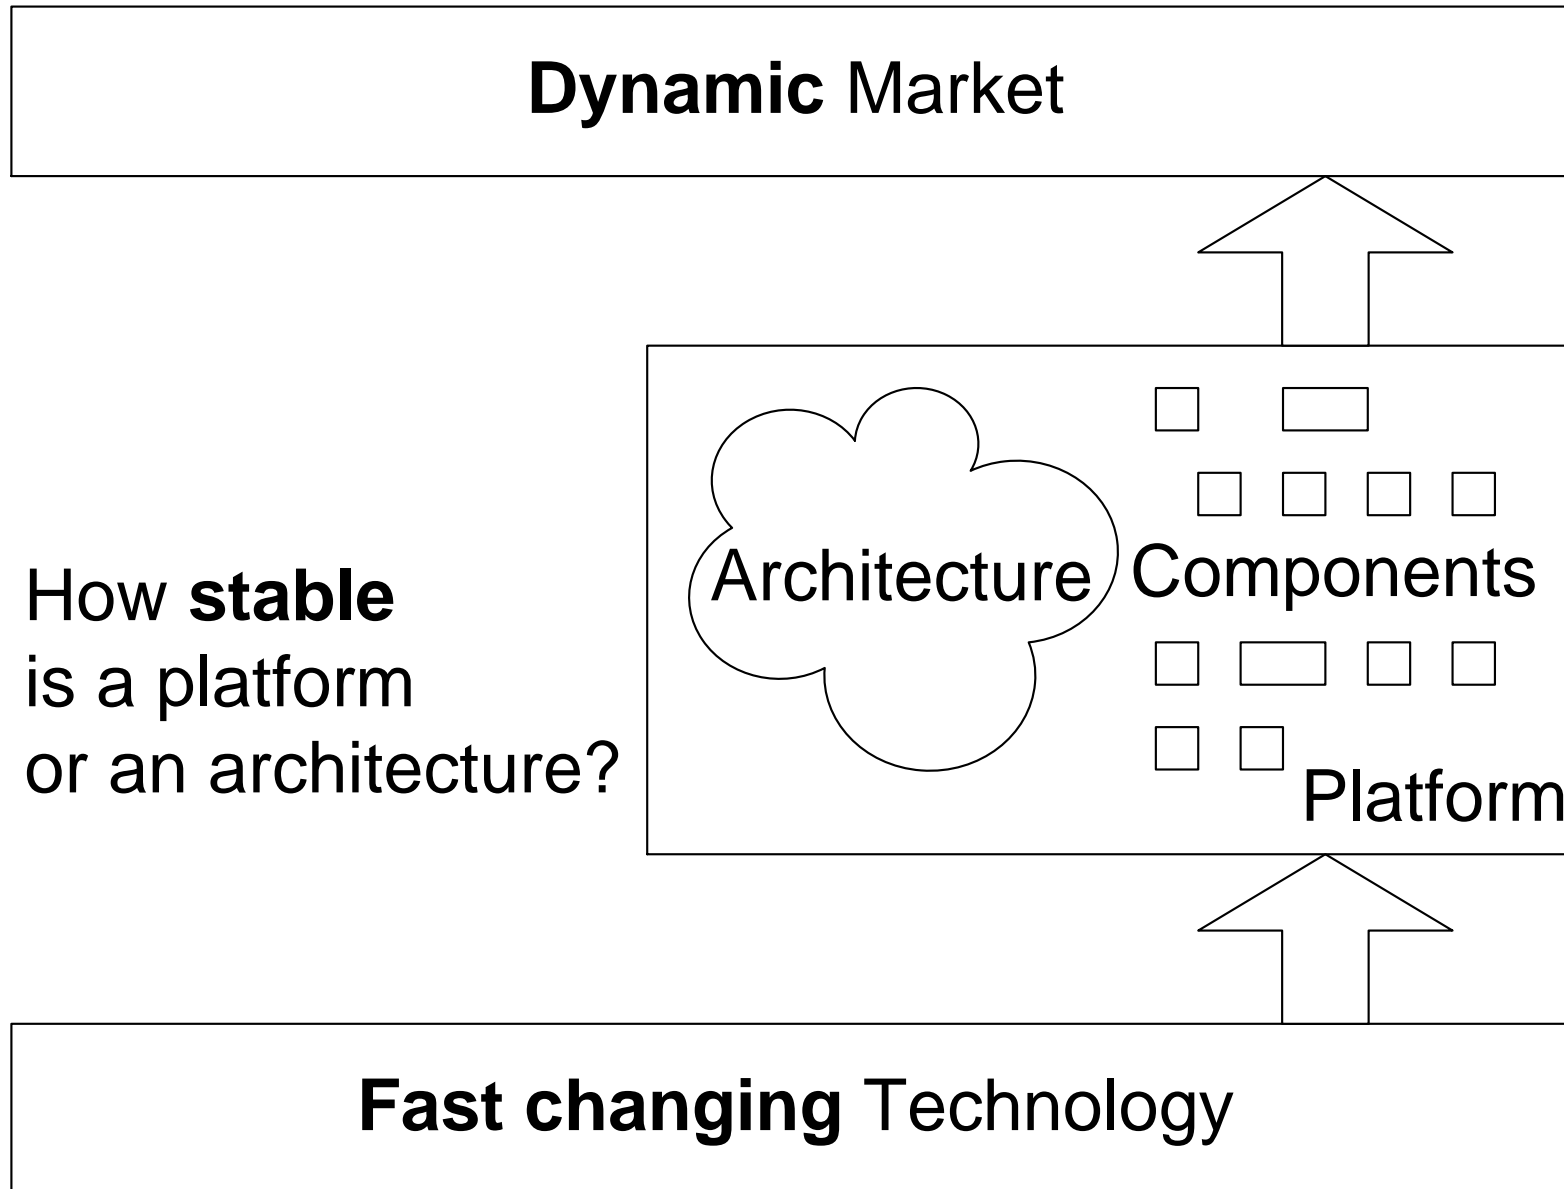 Dynamic Market
How stable
is a platform
or an architecture?
Architecture
Components
Platform
Fast changing Technology